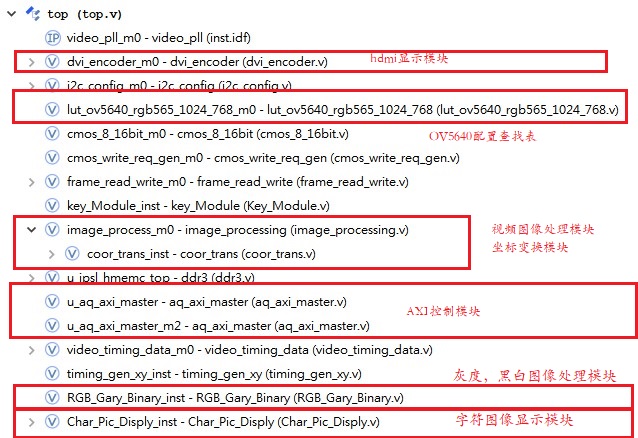 top (top.v)
video_pll_m0 - video_pll (inst.idf)
dvi_encoder_m0 - dvi_encoder (dvi_encoder.v)
hdmi显示模块
i2c_config_m0 - i2c_config (i2c_config.v)
lut_ov5640_rgb565_1024_768_m0 - lut_ov5640_rgb565_1024_768 (lut_ov5640_rgb565_1024_768.v)
cmos_8_16bit_m0 - cmos_8_16bit (cmos_8_16bit.v)
OV5640配置查找表
cmos_write_req_gen_m0 - cmos_write_req_gen (cmos_write_req_gen.v)
frame_read_write_m0 - frame_read_write (frame_read_write.v)
key_Module_inst - key_Module (Key_Module.v)
image_process_m0 - image_processing (image_processing.v)
视频图像处理模块
坐标变换模块
coor_trans_inst - coor_trans (coor_trans.v)
u_ipsl_hmemc_top - ddr3 (ddr3.v)
u_aq_axi_master - aq_axi_master (aq_axi_master.v)
AXI控制模块
u_aq_axi_master_m2 - aq_axi_master (aq_axi_master.v)
video_timing_data_m0 - video_timing_data (video_timing_data.v)
timing_gen_xy_inst - timing_gen_xy (timing_gen_xy.v)
灰度，黑白图像处理模块
RGB_Gary_Binary_inst - RGB_Gary_Binary (RGB_Gary_Binary.v)
Char_Pic_Disply_inst - Char_Pic_Disply (Char_Pic_Disply.v)
字符图像显示模块